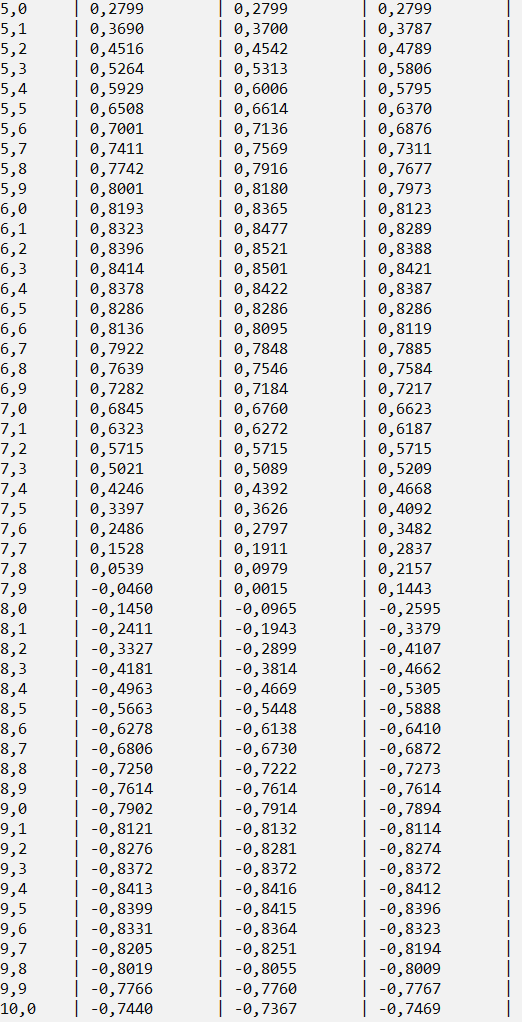 5,0 | 0,2799 | 0,2799 | 0,2799 |
5,1 | 0,3690 | 0,3700 | 0,3787 |
5,2 | 0,4516 | 0,4542 | 0,4789 |
5,3 | 0,5264 | 0,5313 | 0,5806 |
5,4 | 0,5929 | 0,6006 | 0,5795 |
5,5 | 0,6508 | 0,6614 | 0,6370 |
5,6 | 0,7001 | 0,7136 | 0,6876 |
5,7 | 0,7411 | 0,7569 | 0,7311 |
5,8 | 0,7742 | 0,7916 | 0,7677 |
5,9 | 0,8001 | 0,8180 | 0,7973 |
6,0 | 0,8193 | 0,8365 | 0,8123 |
6,1 | 0,8323 | 0,8477 | 0,8289 |
6,2 | 0,8396 | 0,8521 | 0,8388 |
6,3 | 0,8414 | 0,8501 | 0,8421 |
6,4 | 0,8378 | 0,8422 | 0,8387 |
6,5 | 0,8286 | 0,8286 | 0,8286 |
6,6 | 0,8136 | 0,8095 | 0,8119 |
6,7 | 0,7922 | 0,7848 | 0,7885 |
6,8 | 0,7639 | 0,7546 | 0,7584 |
6,9 | 0,7282 | 0,7184 | 0,7217 |
7,0 | 0,6845 | 0,6760 | 0,6623 |
7,1 | 0,6323 | 0,6272 | 0,6187 |
7,2 | 0,5715 | 0,5715 | 0,5715 |
7,3 | 0,5021 | 0,5089 | 0,5209 |
7,4 | 0,4246 | 0,4392 | 0,4668 |
7,5 | 0,3397 | 0,3626 | 0,4092 |
7,6 | 0,2486 | 0,2797 | 0,3482 |
7,7 | 0,1528 | 0,1911 | 0,2837 |
7,8 | 0,0539 | 0,0979 | 0,2157 |
7,9 | -0,0460 | 0,0015 | 0,1443 |
8,0 | -0,1450 | -0,0965 | -0,2595 |
8,1 | -0,2411 | -0,1943 | -0,3379 |
8,2 | -0,3327 | -0,2899 | -0,4107 |
8,3 | -0,4181 | -0,3814 | -0,4662 |
8,4 | -0,4963 | -0,4669 | -0,5305 |
8,5 | -0,5663 | -0,5448 | -0,5888 |
8,6 | -0,6278 | -0,6138 | -0,6410 |
8,7 | -0,6806 | -0,6730 | -0,6872 |
8,8 | -0,7250 | -0,7222 | -0,7273 |
8,9 | -0,7614 | -0,7614 | -0,7614 |
9,0 | -0,7902 | -0,7914 | -0,7894 |
9,1 | -0,8121 | -0,8132 | -0,8114 |
9,2 | -0,8276 | -0,8281 | -0,8274 |
9,3 | -0,8372 | -0,8372 | -0,8372 |
9,4 | -0,8413 | -0,8416 | -0,8412 |
9,5 | -0,8399 | -0,8415 | -0,8396 |
9,6 | -0,8331 | -0,8364 | -0,8323 |
9,7 | -0,8205 | -0,8251 | -0,8194 |
9,8 | -0,8019 | -0,8055 | -0,8009 |
9,9 | -0,7766 | -0,7760 | -0,7767 |
10,0 | -0,7440 | -0,7367 | -0,7469 |